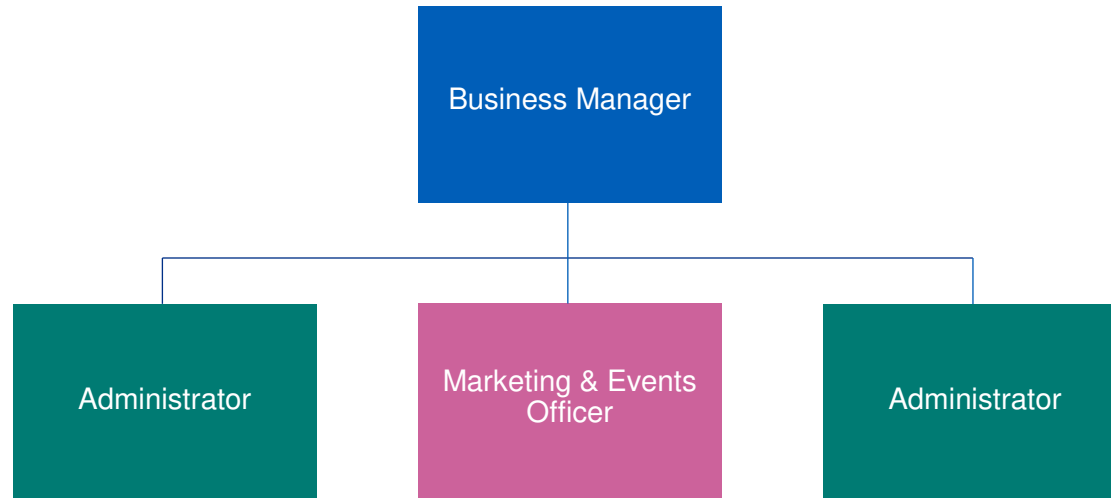 Business Manager
Administrator
Marketing & Events
Officer
Administrator